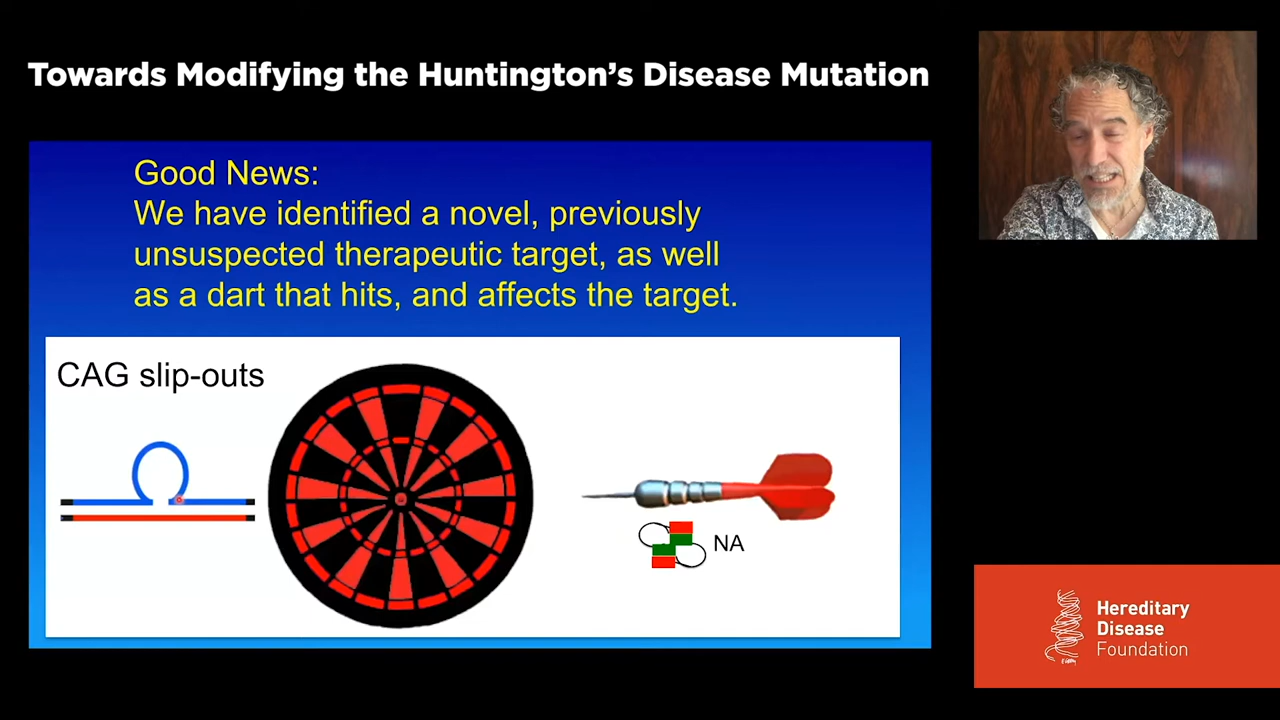 Towards Modifying the Huntington's Disease Mutation
Good News:
We have identified a novel, previously
unsuspected therapeutic target, as well
as a dart that hits, and affects the target.
CAG slip-outs
NA
Hereditary
Disease
Foundation